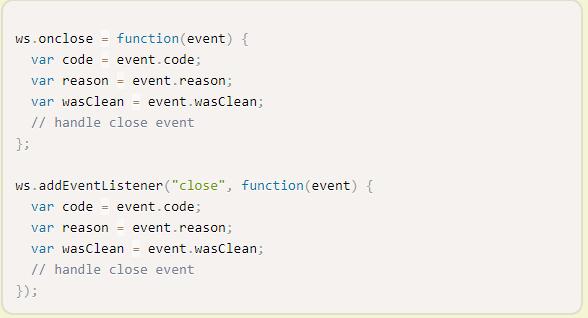 ws.onclose = function(event) {
  var code = event.code;
  var reason = event.reason;
  var wasClean = event.wasClean;
  // handle close event
};

ws.addEventListener("close", function(event) {
  var code = event.code;
  var reason = event.reason;
  var wasClean = event.wasClean;
  // handle close event
});